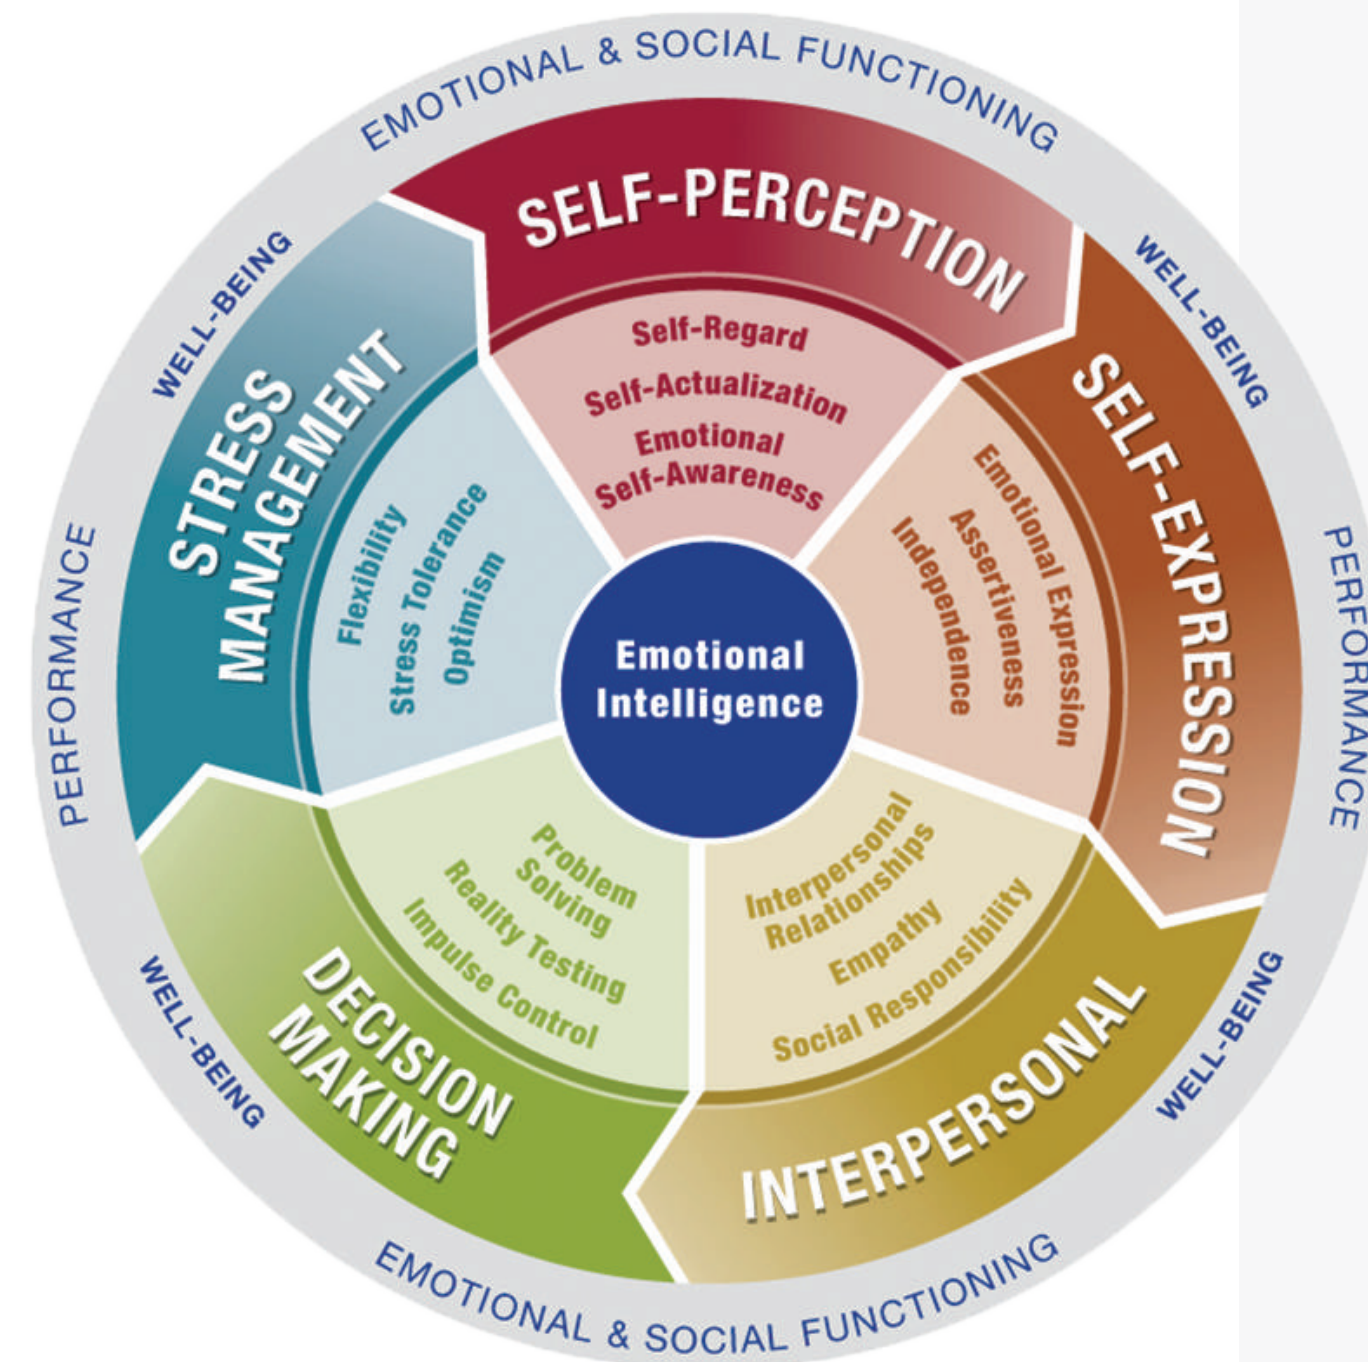 EMOTIONAL & SOCIAL FUNCTIONING
WELL-BEING
WELL-BEING
PERFORMANCE
PERFORMANCE
WELL-BEING
WELL-BEING
EMOTIONAL & SOCIAL FUNCTIONING
SELF-PERCEPTION
Self-Regard
Self-Actualization
Emotional
Self-Awareness
SELF-EXPRESSION
Emotional Expression
Assertiveness
Independence
INTERPERSONAL
Interpersonal
Relationships
Empathy
Social Responsibility
DECISION
MAKING
Problem
Solving
Reality Testing
Impulse Control
STRESS
MANAGEMENT
Flexibility
Stress Tolerance
Optimism
Emotional
Intelligence